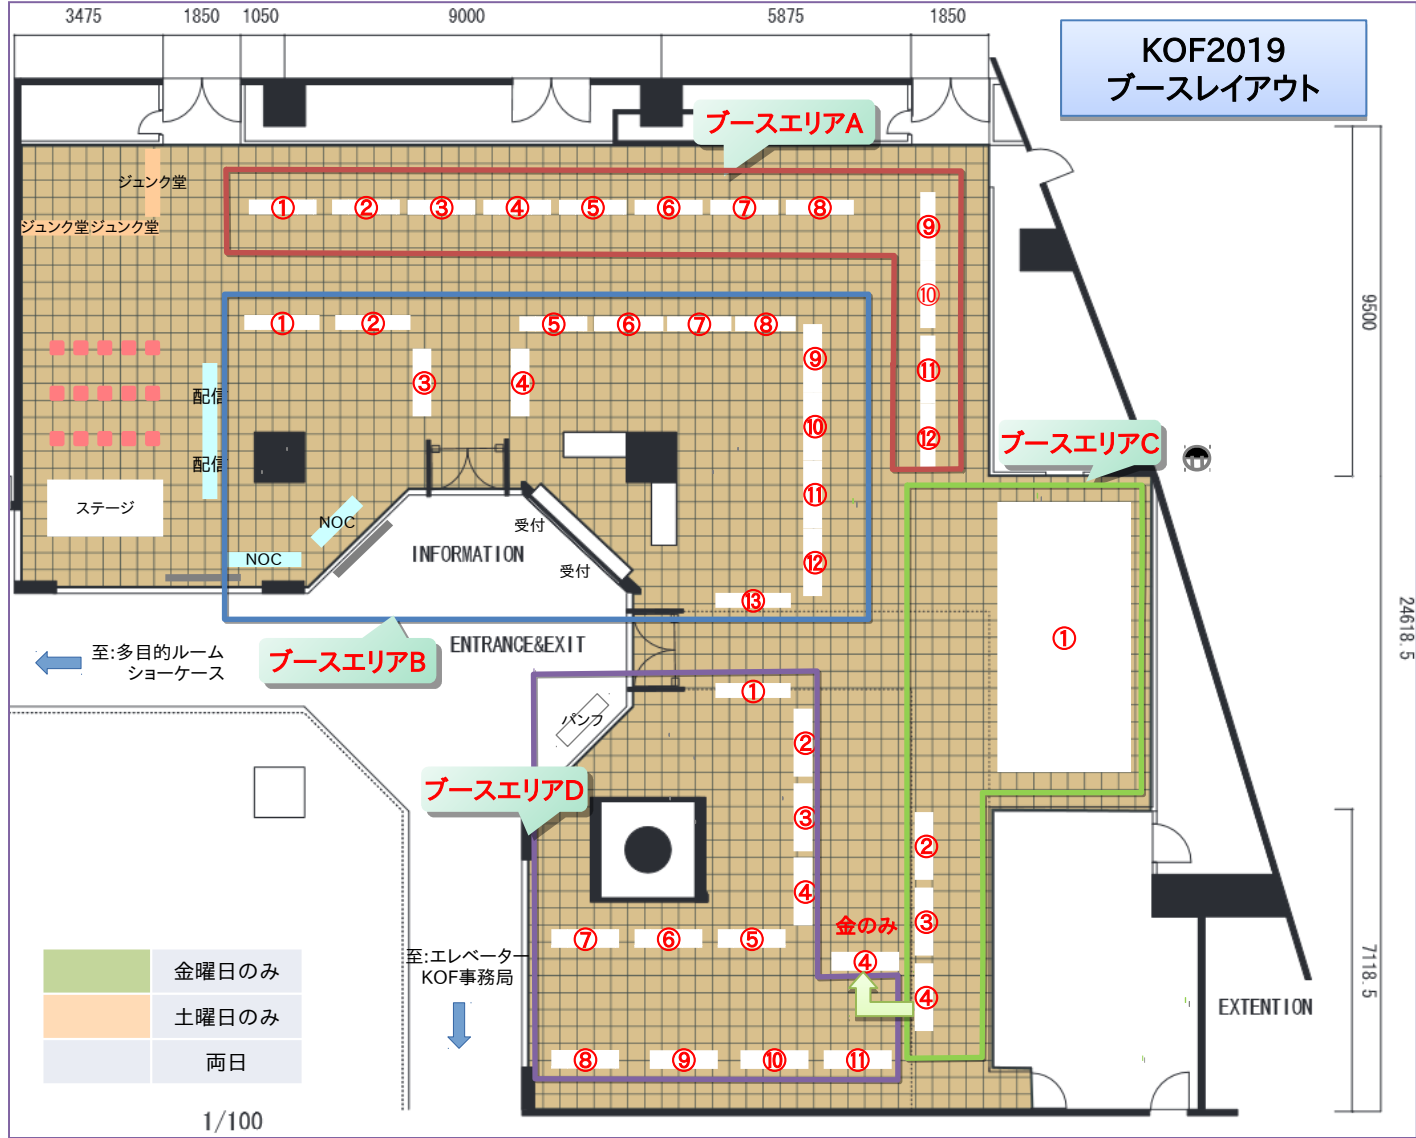 3475
1850
1050
9000
5875
1850
KOF2019
ブースレイアウト
ブースエリアA
ジュンク堂
ジュンク堂ジュンク堂
①
②
③
④
⑤
⑥
⑦
⑧
⑨
⑩
⑪
⑫
9500
①
②
③
④
⑤
⑥
⑦
⑧
⑨
⑩
⑪
⑫
⑬
配信
配信
ブースエリアC
ステージ
NOC
NOC
受付
受付
INFORMATION
ENTRANCE&EXIT
ブースエリアB
至:多目的ルーム
ショーケース
24618.5
①
②
③
④
パンフ
ブースエリアD
①
②
③
④
⑤
⑥
⑦
⑧
⑨
⑩
⑪
金のみ
④
至:エレベーター
KOF事務局
7118.5
EXTENTION
金曜日のみ
土曜日のみ
両日
1/100